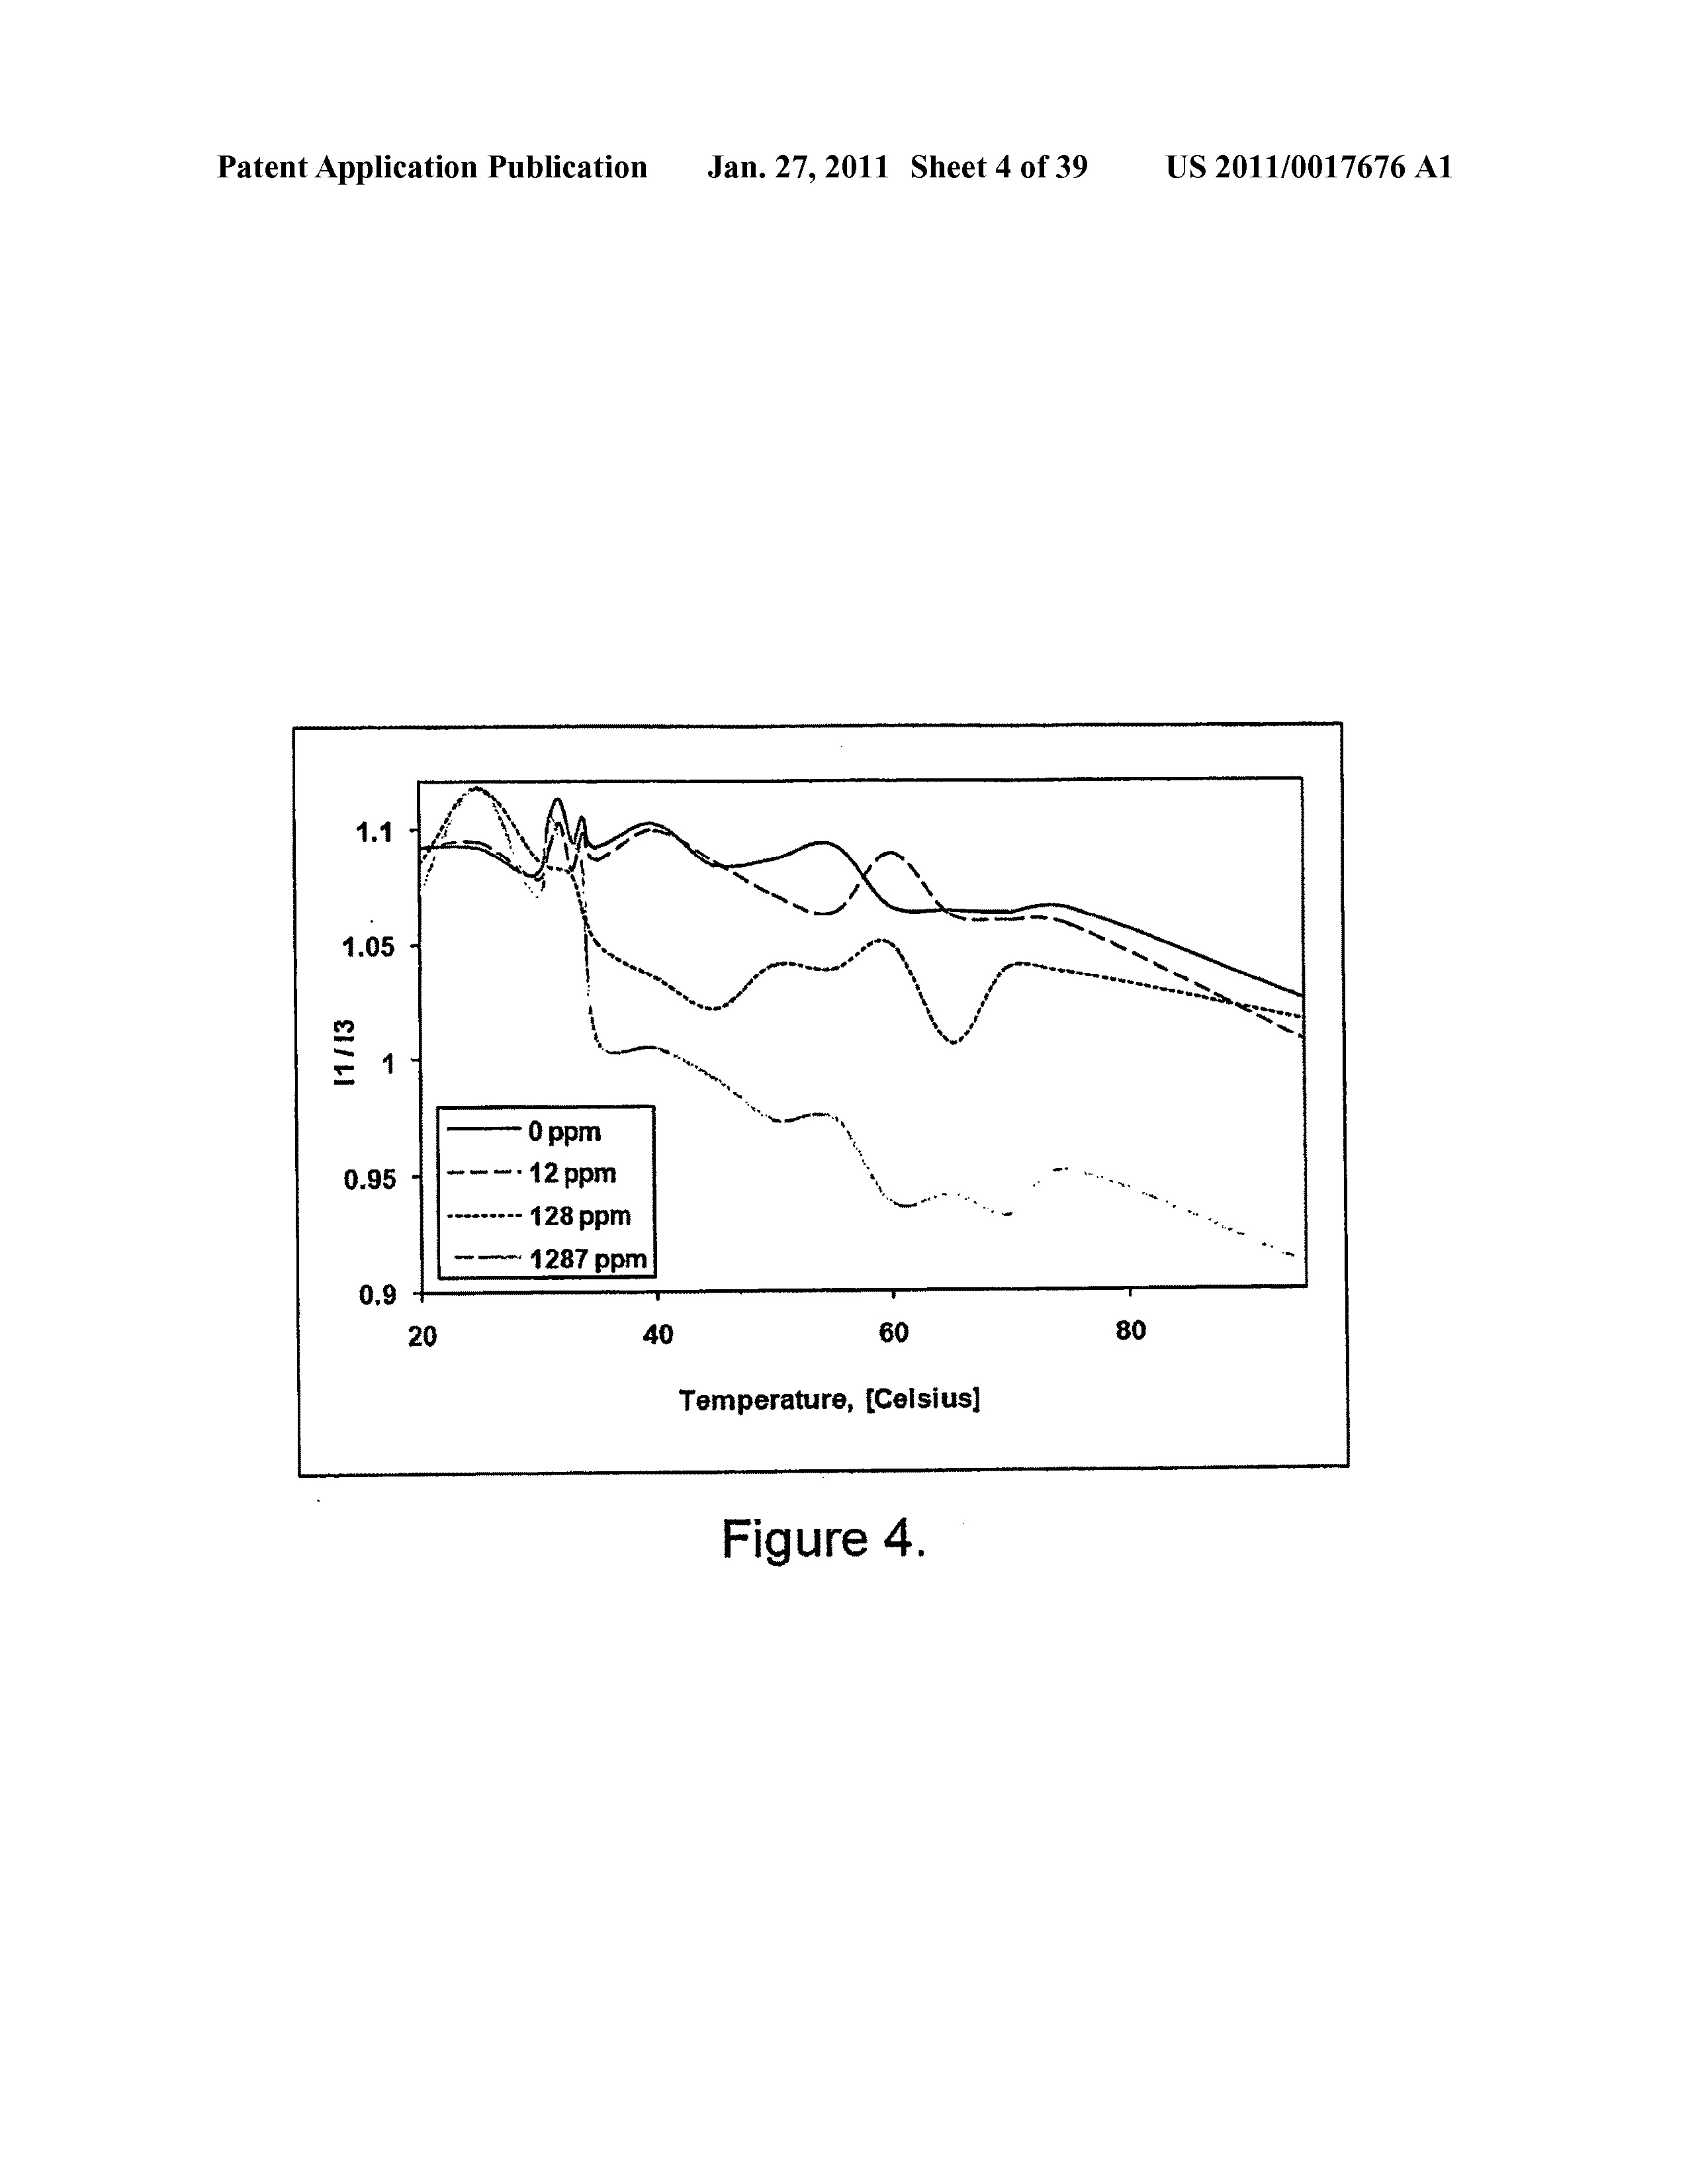 Patent Application Publication Jan. 27, 2011 Sheet 4 of 39 US 2011/0017676 A1
1.1
1.05
I1 / I3
1
0 ppm
12 ppm
0.95
128 ppm
1287 ppm
0.9
20 40 60 80
Temperature, [Celsius]
Figure 4.